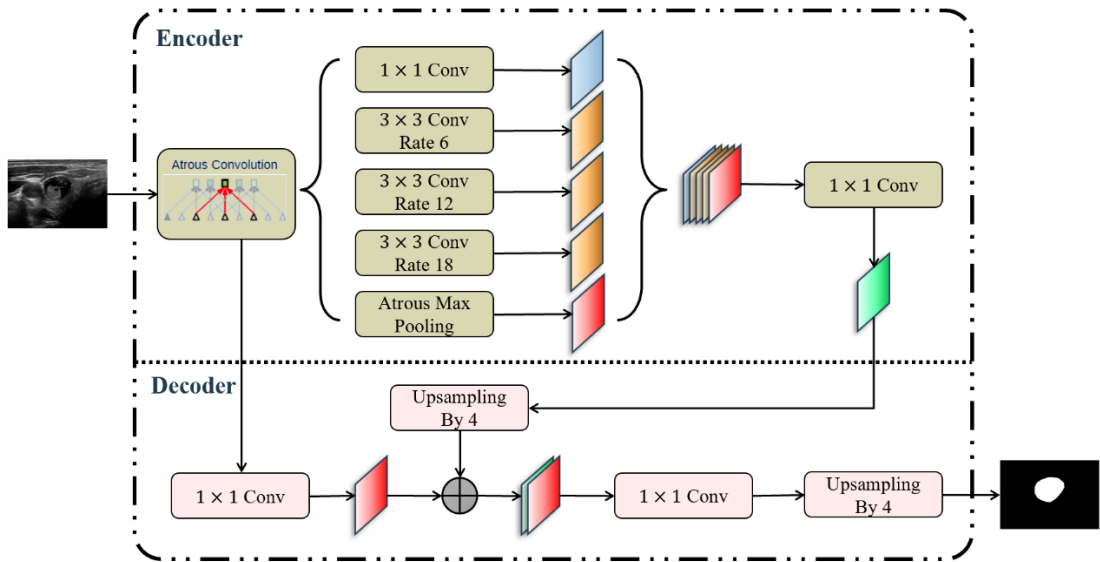 Encoder
1 × 1 Conv
3 × 3 Conv
Rate 6
Atrous Convolution
3 × 3 Conv
Rate 12
1 × 1 Conv
3 × 3 Conv
Rate 18
Atrous Max
Pooling
Decoder
Upsampling
By 4
1 × 1 Conv
1 × 1 Conv
Upsampling
By 4